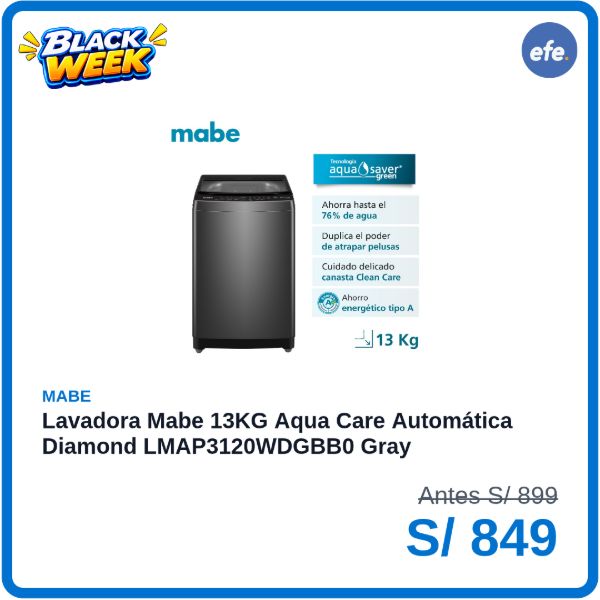 BLACK
WEEK
efe.
mabe
Tecnología
aqua saver
green
Ahorra hasta el
76% de agua
Duplica el poder
de atrapar pelusas
Cuidado delicado
canasta Clean Care
Ahorro
energético tipo A
13 Kg
MABE
Lavadora Mabe 13KG Aqua Care Automática
Diamond LMAP3120WDGBB0 Gray
Antes S/ 899
S/ 849